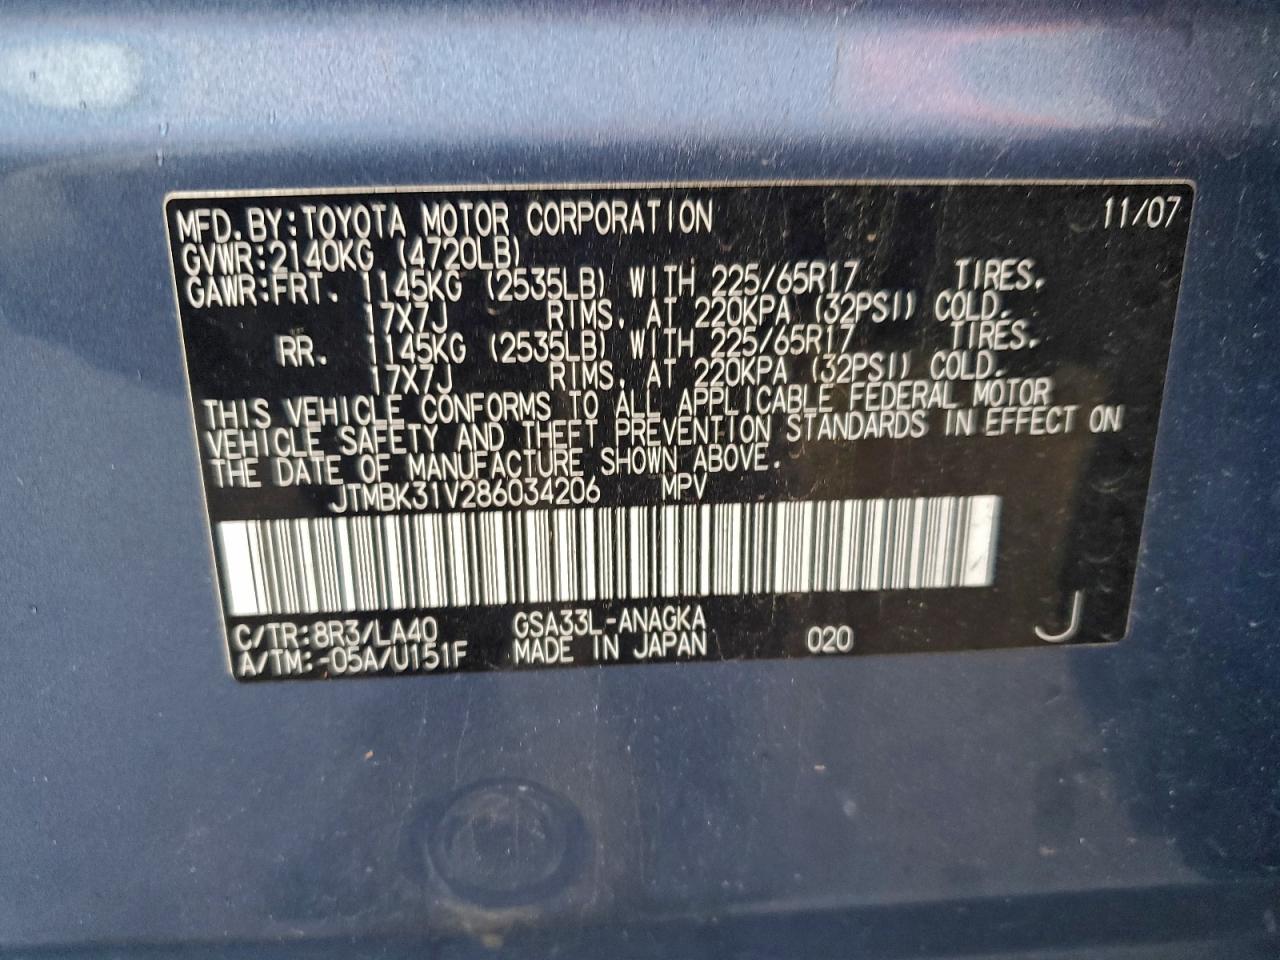 MFD.BY:TOYOTA MOTOR CORPORATION 11/07
GVWR:2140KG (4720LB)
GAWR:FRT. 1145KG (2535LB) WITH 225/65R17 TIRES.
17X7J RIMS. AT 220KPA (32PSI) COLD.
RR. 1145KG (2535LB) WITH 225/65R17 TIRES.
17X7J RIMS. AT 220KPA (32PSI) COLD.
THIS VEHICLE CONFORMS TO ALL APPLICABLE FEDERAL MOTOR
VEHICLE SAFETY AND THEFT PREVENTION STANDARDS IN EFFECT ON
THE DATE OF MANUFACTURE SHOWN ABOVE.
JTMBK31V286034206 MPV
C/TR:8R3/LA40 GSA33L-ANAGKA
A/TM:-05A/U151F MADE IN JAPAN 020 J